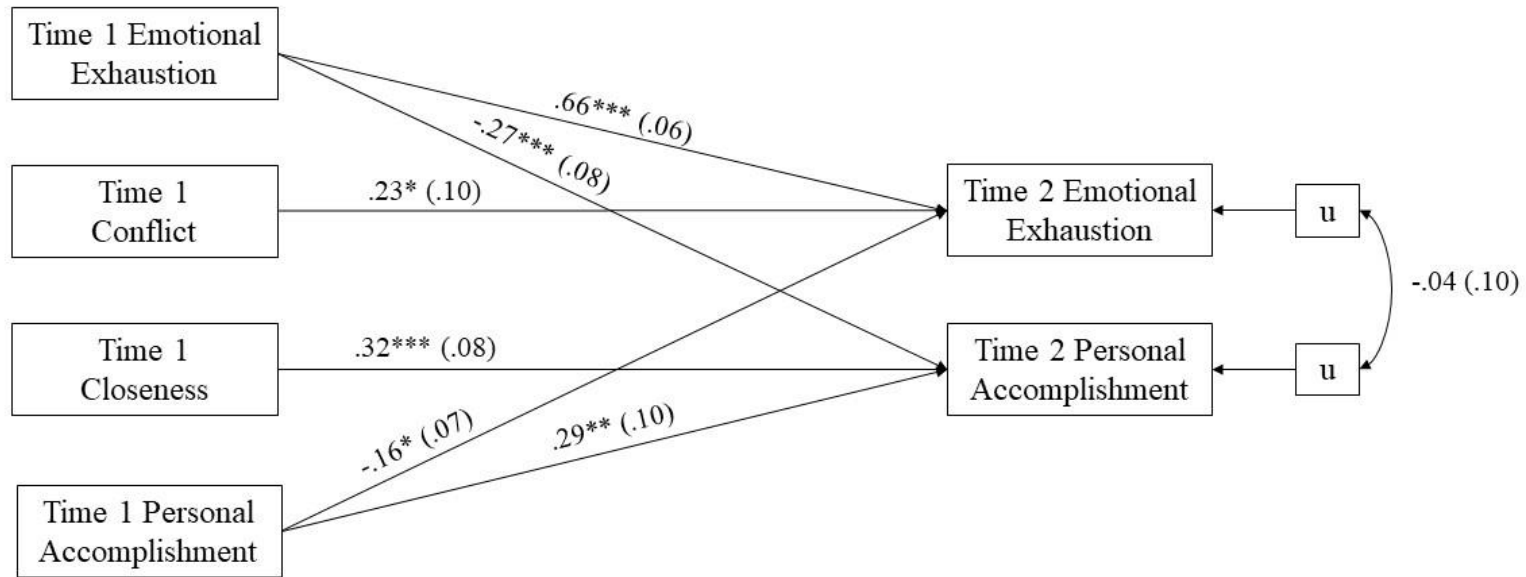 Time 1 Emotional
Exhaustion
.66*** (.06)
-.27*** (.08)
Time 1
Conflict
.23* (.10)
Time 2 Emotional
Exhaustion
u
-.04 (.10)
Time 1
Closeness
.32*** (.08)
Time 2 Personal
Accomplishment
u
-.16* (.07)
.29** (.10)
Time 1 Personal
Accomplishment